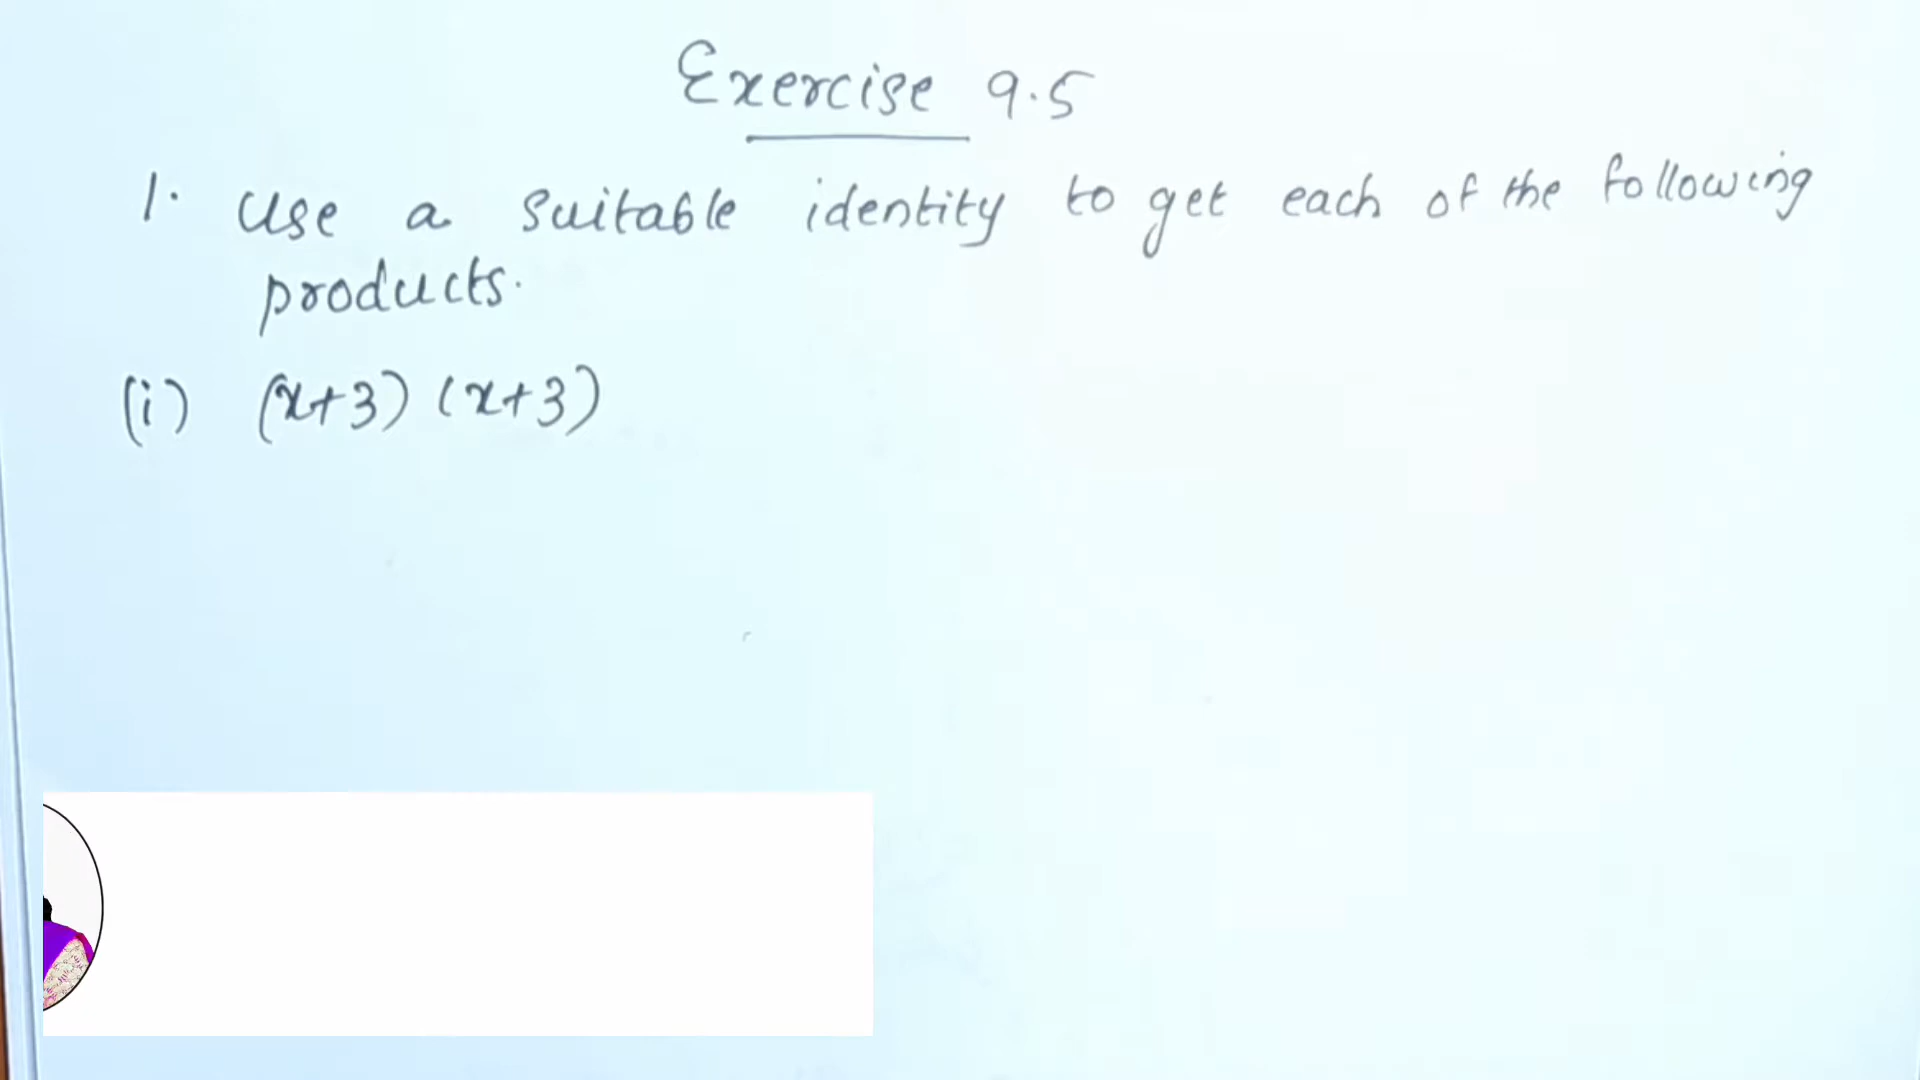 Exercise 9.5
1. Use a suitable identity to get each of the following
products.
(i) (x+3) (x+3)